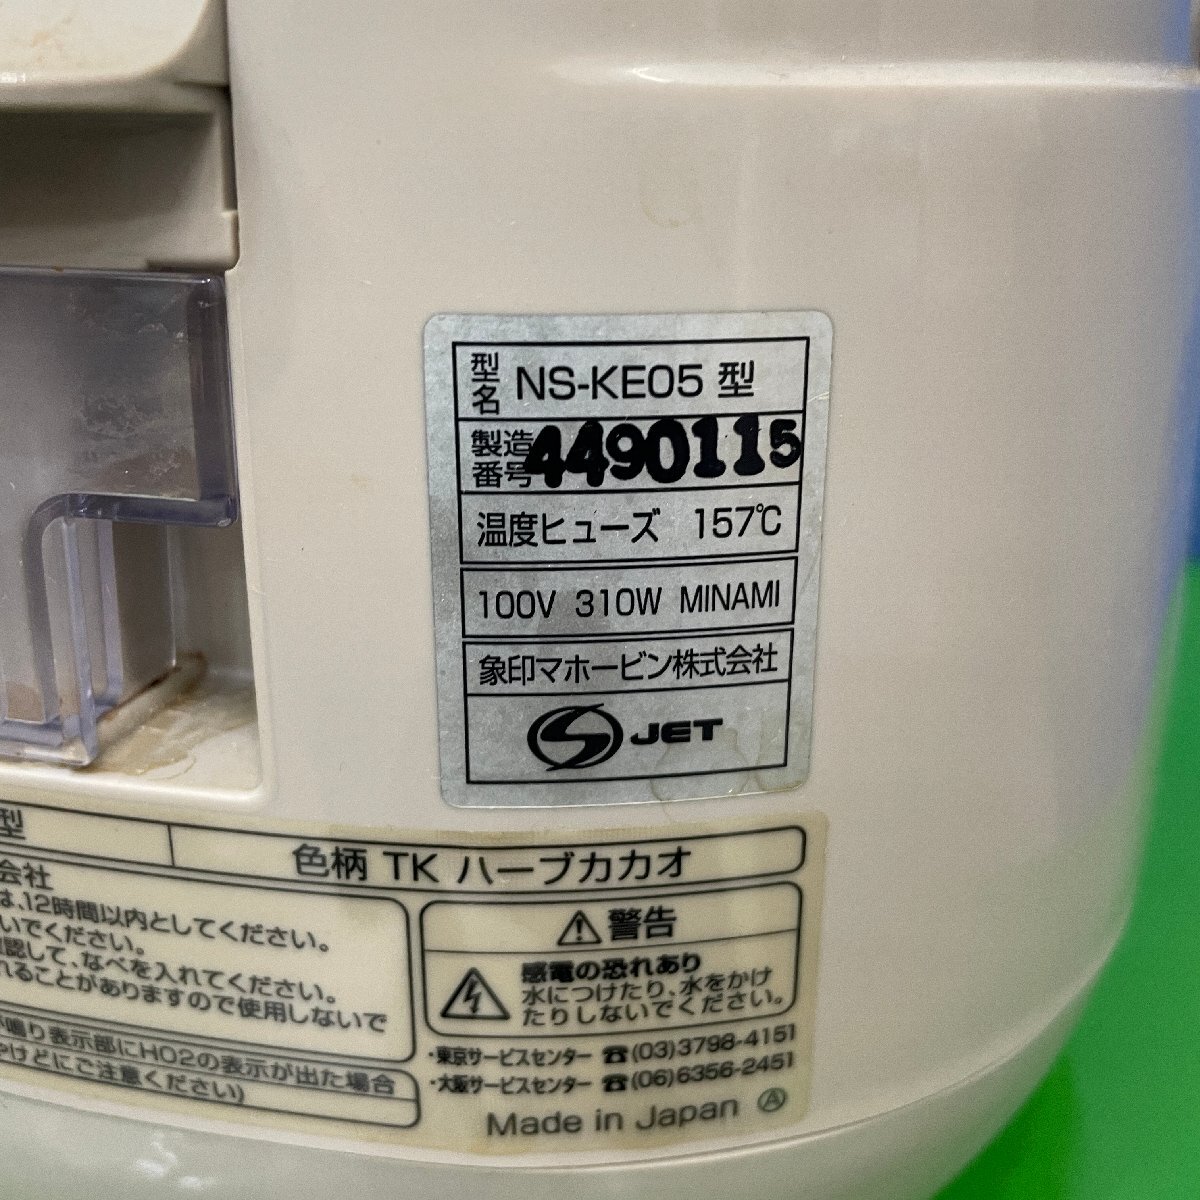 型名 NS-KE05 型
製造番号 4490115
温度ヒューズ 157℃
100V 310W MINAMI
象印マホービン株式会社
JET
型
色柄 TK ハーブカカオ
会社
は、12時間以内としてください。
いでください。
確認して、なべを入れてください。
れることがありますので使用しないで
が鳴り表示部にH02の表示が出た場合
やけどにご注意ください)
警告
感電の恐れあり
水につけたり、水をかけ
たりしないでください。
・東京サービスセンター ☎(03)3798-4151
・大阪サービスセンター ☎(06)6356-2451
Made in Japan Ⓐ